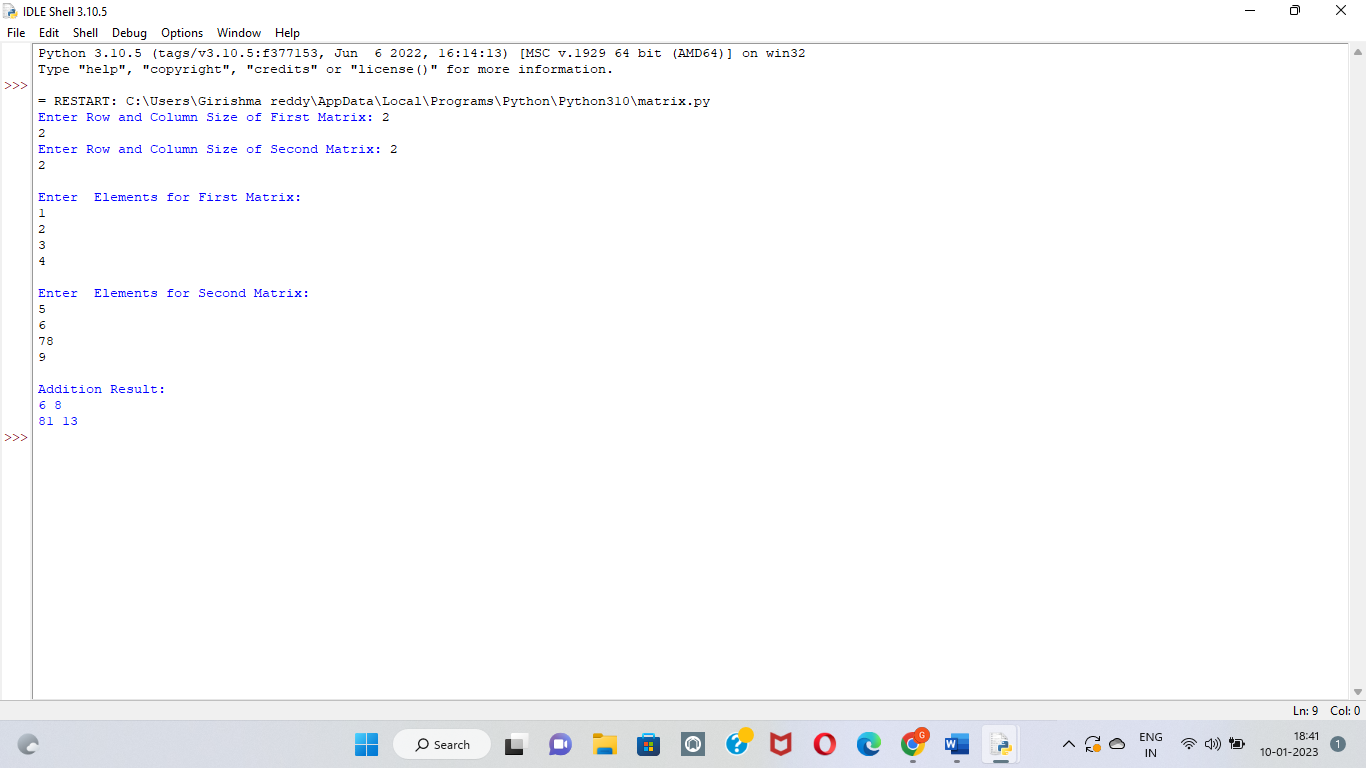 IDLE Shell 3.10.5
File Edit Shell Debug Options Window Help
Python 3.10.5 (tags/v3.10.5:f377153, Jun  6 2022, 16:14:13) [MSC v.1929 64 bit (AMD64)] on win32
Type "help", "copyright", "credits" or "license()" for more information.
>>>
= RESTART: C:\Users\Girishma reddy\AppData\Local\Programs\Python\Python310\matrix.py
Enter Row and Column Size of First Matrix: 2
2
Enter Row and Column Size of Second Matrix: 2
2
Enter  Elements for First Matrix:
1
2
3
4
Enter  Elements for Second Matrix:
5
6
78
9
Addition Result:
6 8
81 13
>>>
Ln: 9 Col: 0
Search
G
W
ENG
IN
18:41
10-01-2023
1